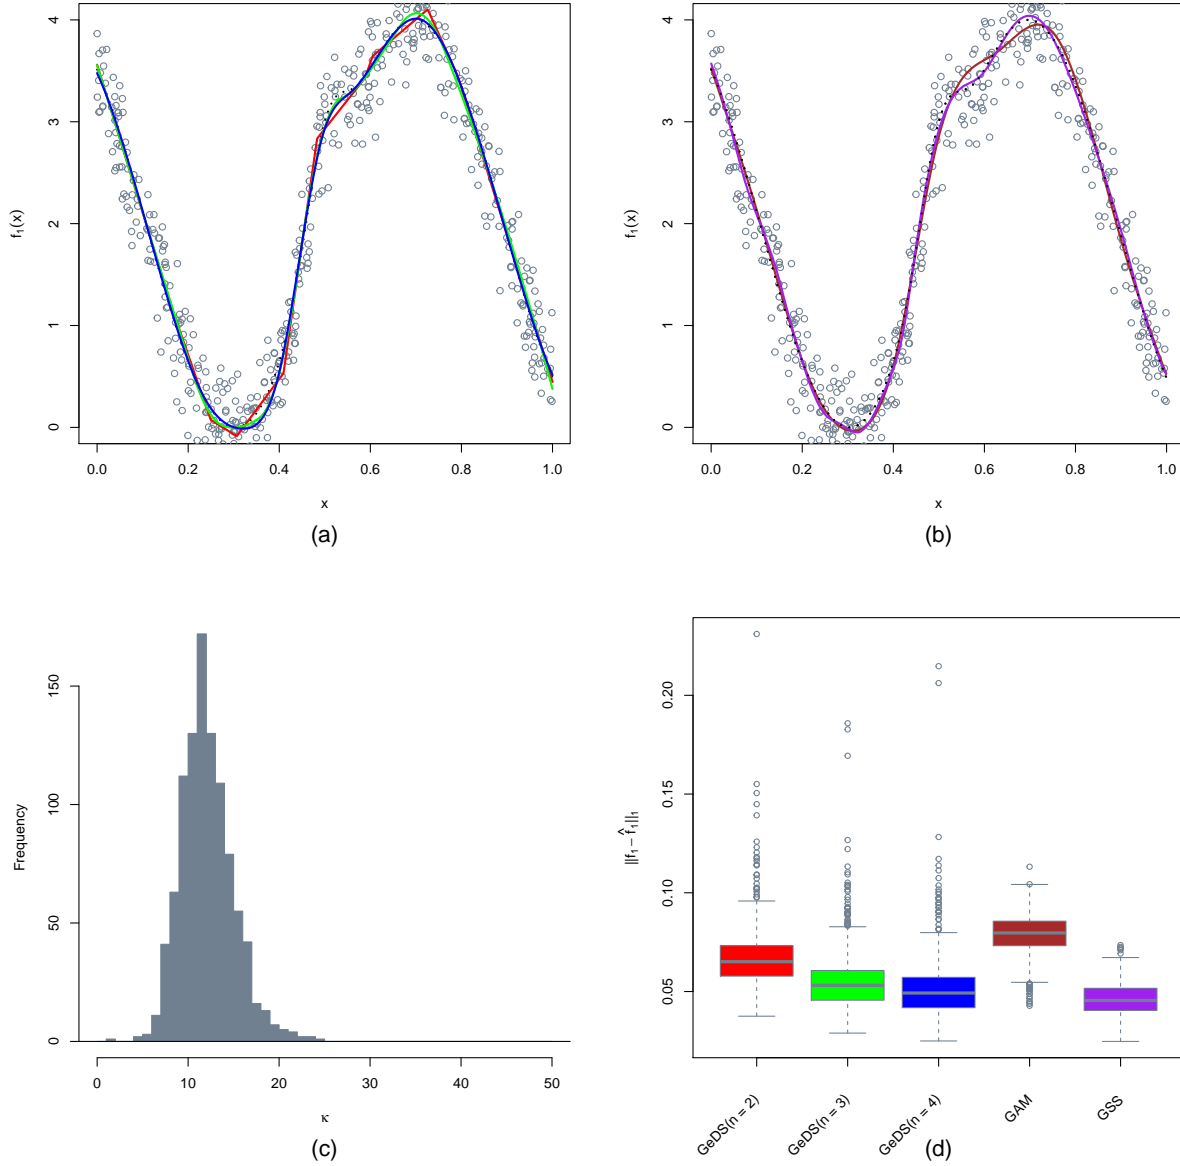 4
3
2
1
0
f₁(x)
0.0 0.2 0.4 0.6 0.8 1.0
x
(a)
4
3
2
1
0
f₁(x)
0.0 0.2 0.4 0.6 0.8 1.0
x
(b)
150
100
50
0
Frequency
0 10 20 30 40 50
κ
(c)
0.20
0.15
0.10
0.05
||f₁ − f̂₁||₁
GeDS(n = 2) GeDS(n = 3) GeDS(n = 4) GAM GSS
(d)